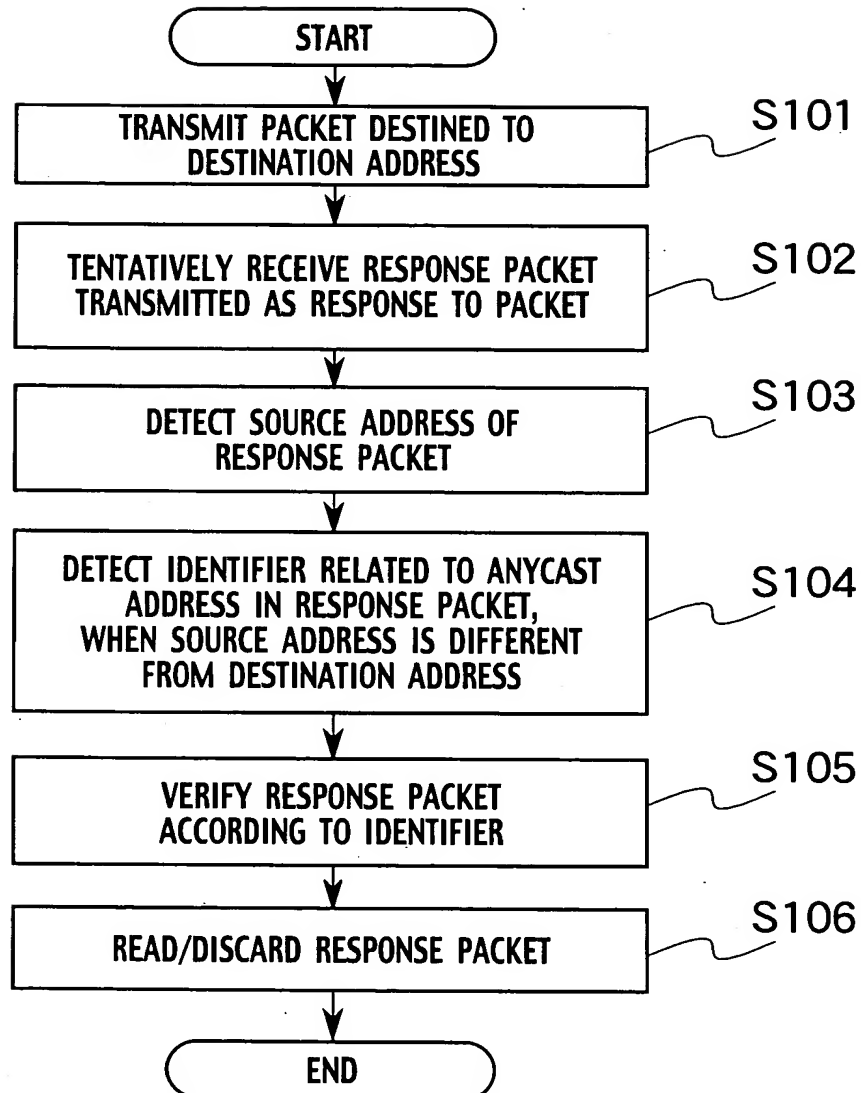 START
TRANSMIT PACKET DESTINED TO
DESTINATION ADDRESS
S101
TENTATIVELY RECEIVE RESPONSE PACKET
TRANSMITTED AS RESPONSE TO PACKET
S102
DETECT SOURCE ADDRESS OF
RESPONSE PACKET
S103
DETECT IDENTIFIER RELATED TO ANYCAST
ADDRESS IN RESPONSE PACKET,
WHEN SOURCE ADDRESS IS DIFFERENT
FROM DESTINATION ADDRESS
S104
VERIFY RESPONSE PACKET
ACCORDING TO IDENTIFIER
S105
READ/DISCARD RESPONSE PACKET
S106
END